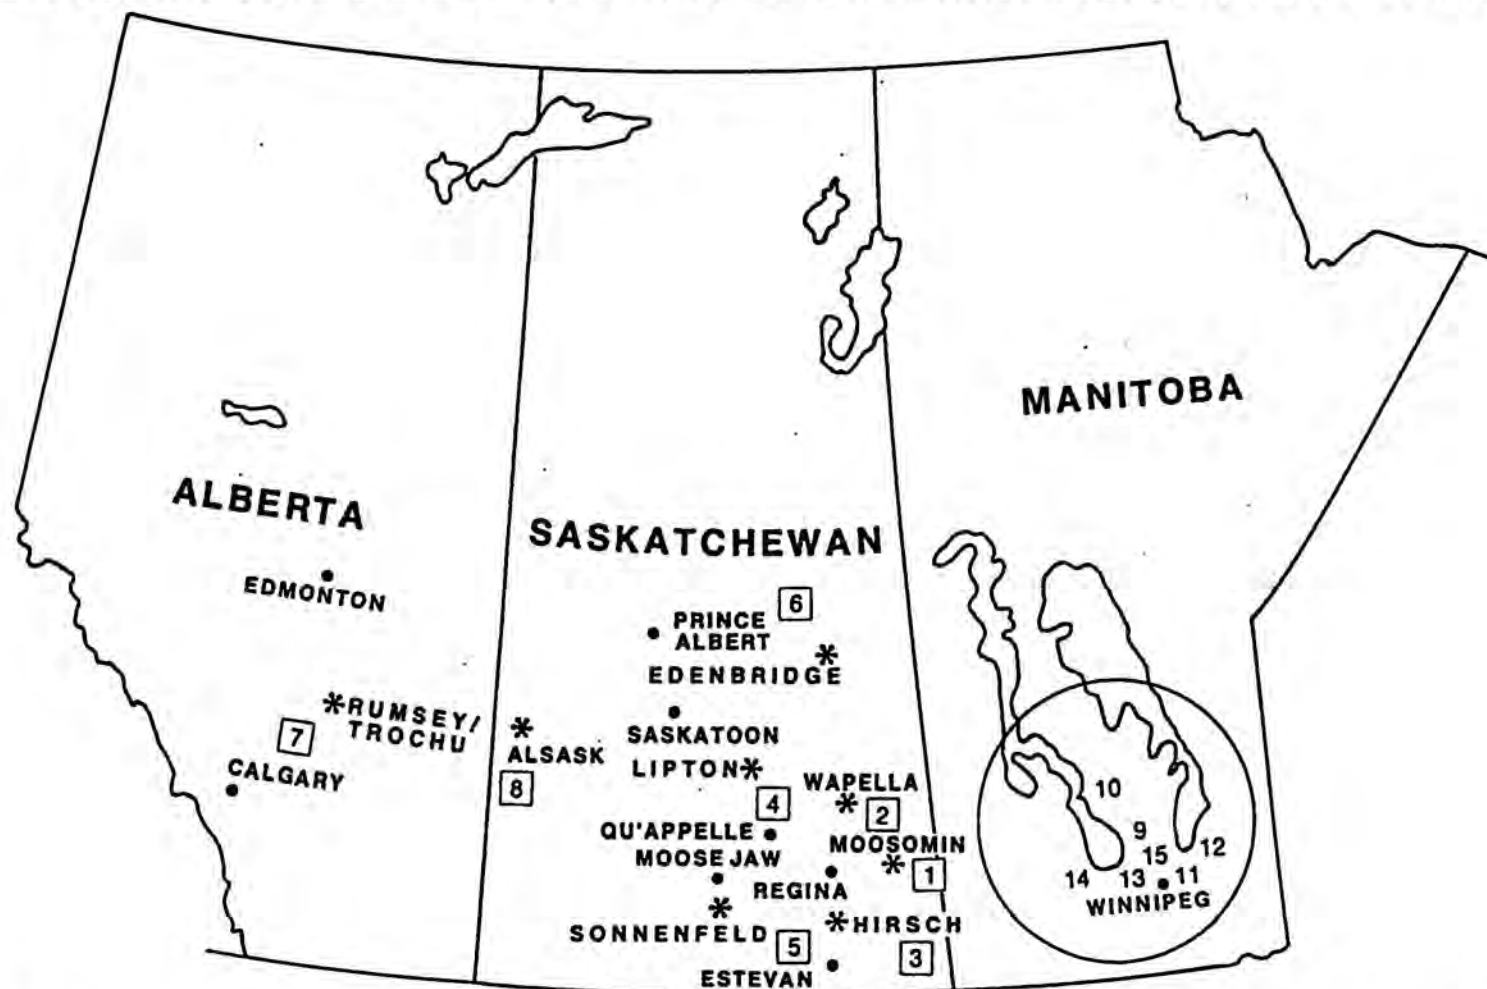 MANITOBA
ALBERTA
SASKATCHEWAN
EDMONTON
6
PRINCE
ALBERT
EDENBRIDGE
RUMSEY/
TROCHU
7
CALGARY
SASKATOON
ALSASK
8
LIPTON
4
WAPELLA
2
QU'APPELLE
MOOSE JAW
MOOSOMIN
1
REGINA
SONNENFELD
5
HIRSCH
3
ESTEVAN
10
9
15
12
14
13
11
WINNIPEG